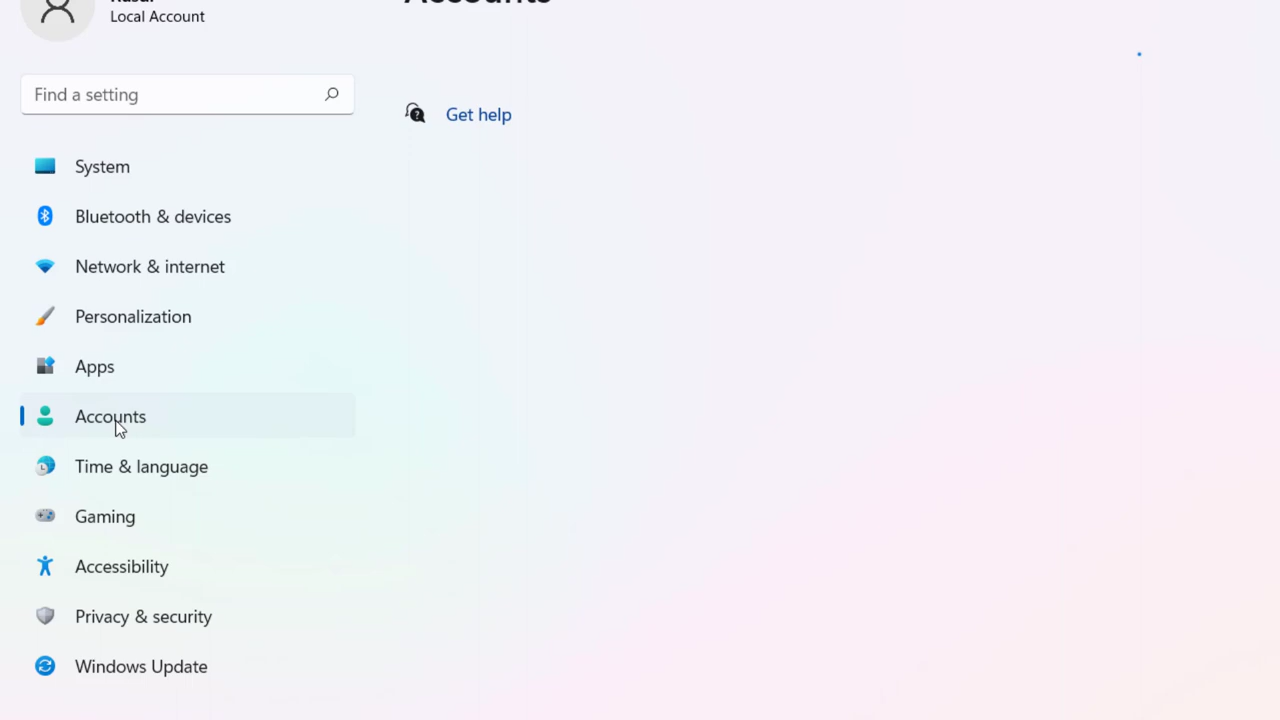 Local Account
Accounts
Find a setting
Get help
System
Bluetooth & devices
Network & internet
Personalization
Apps
Accounts
Time & language
Gaming
Accessibility
Privacy & security
Windows Update